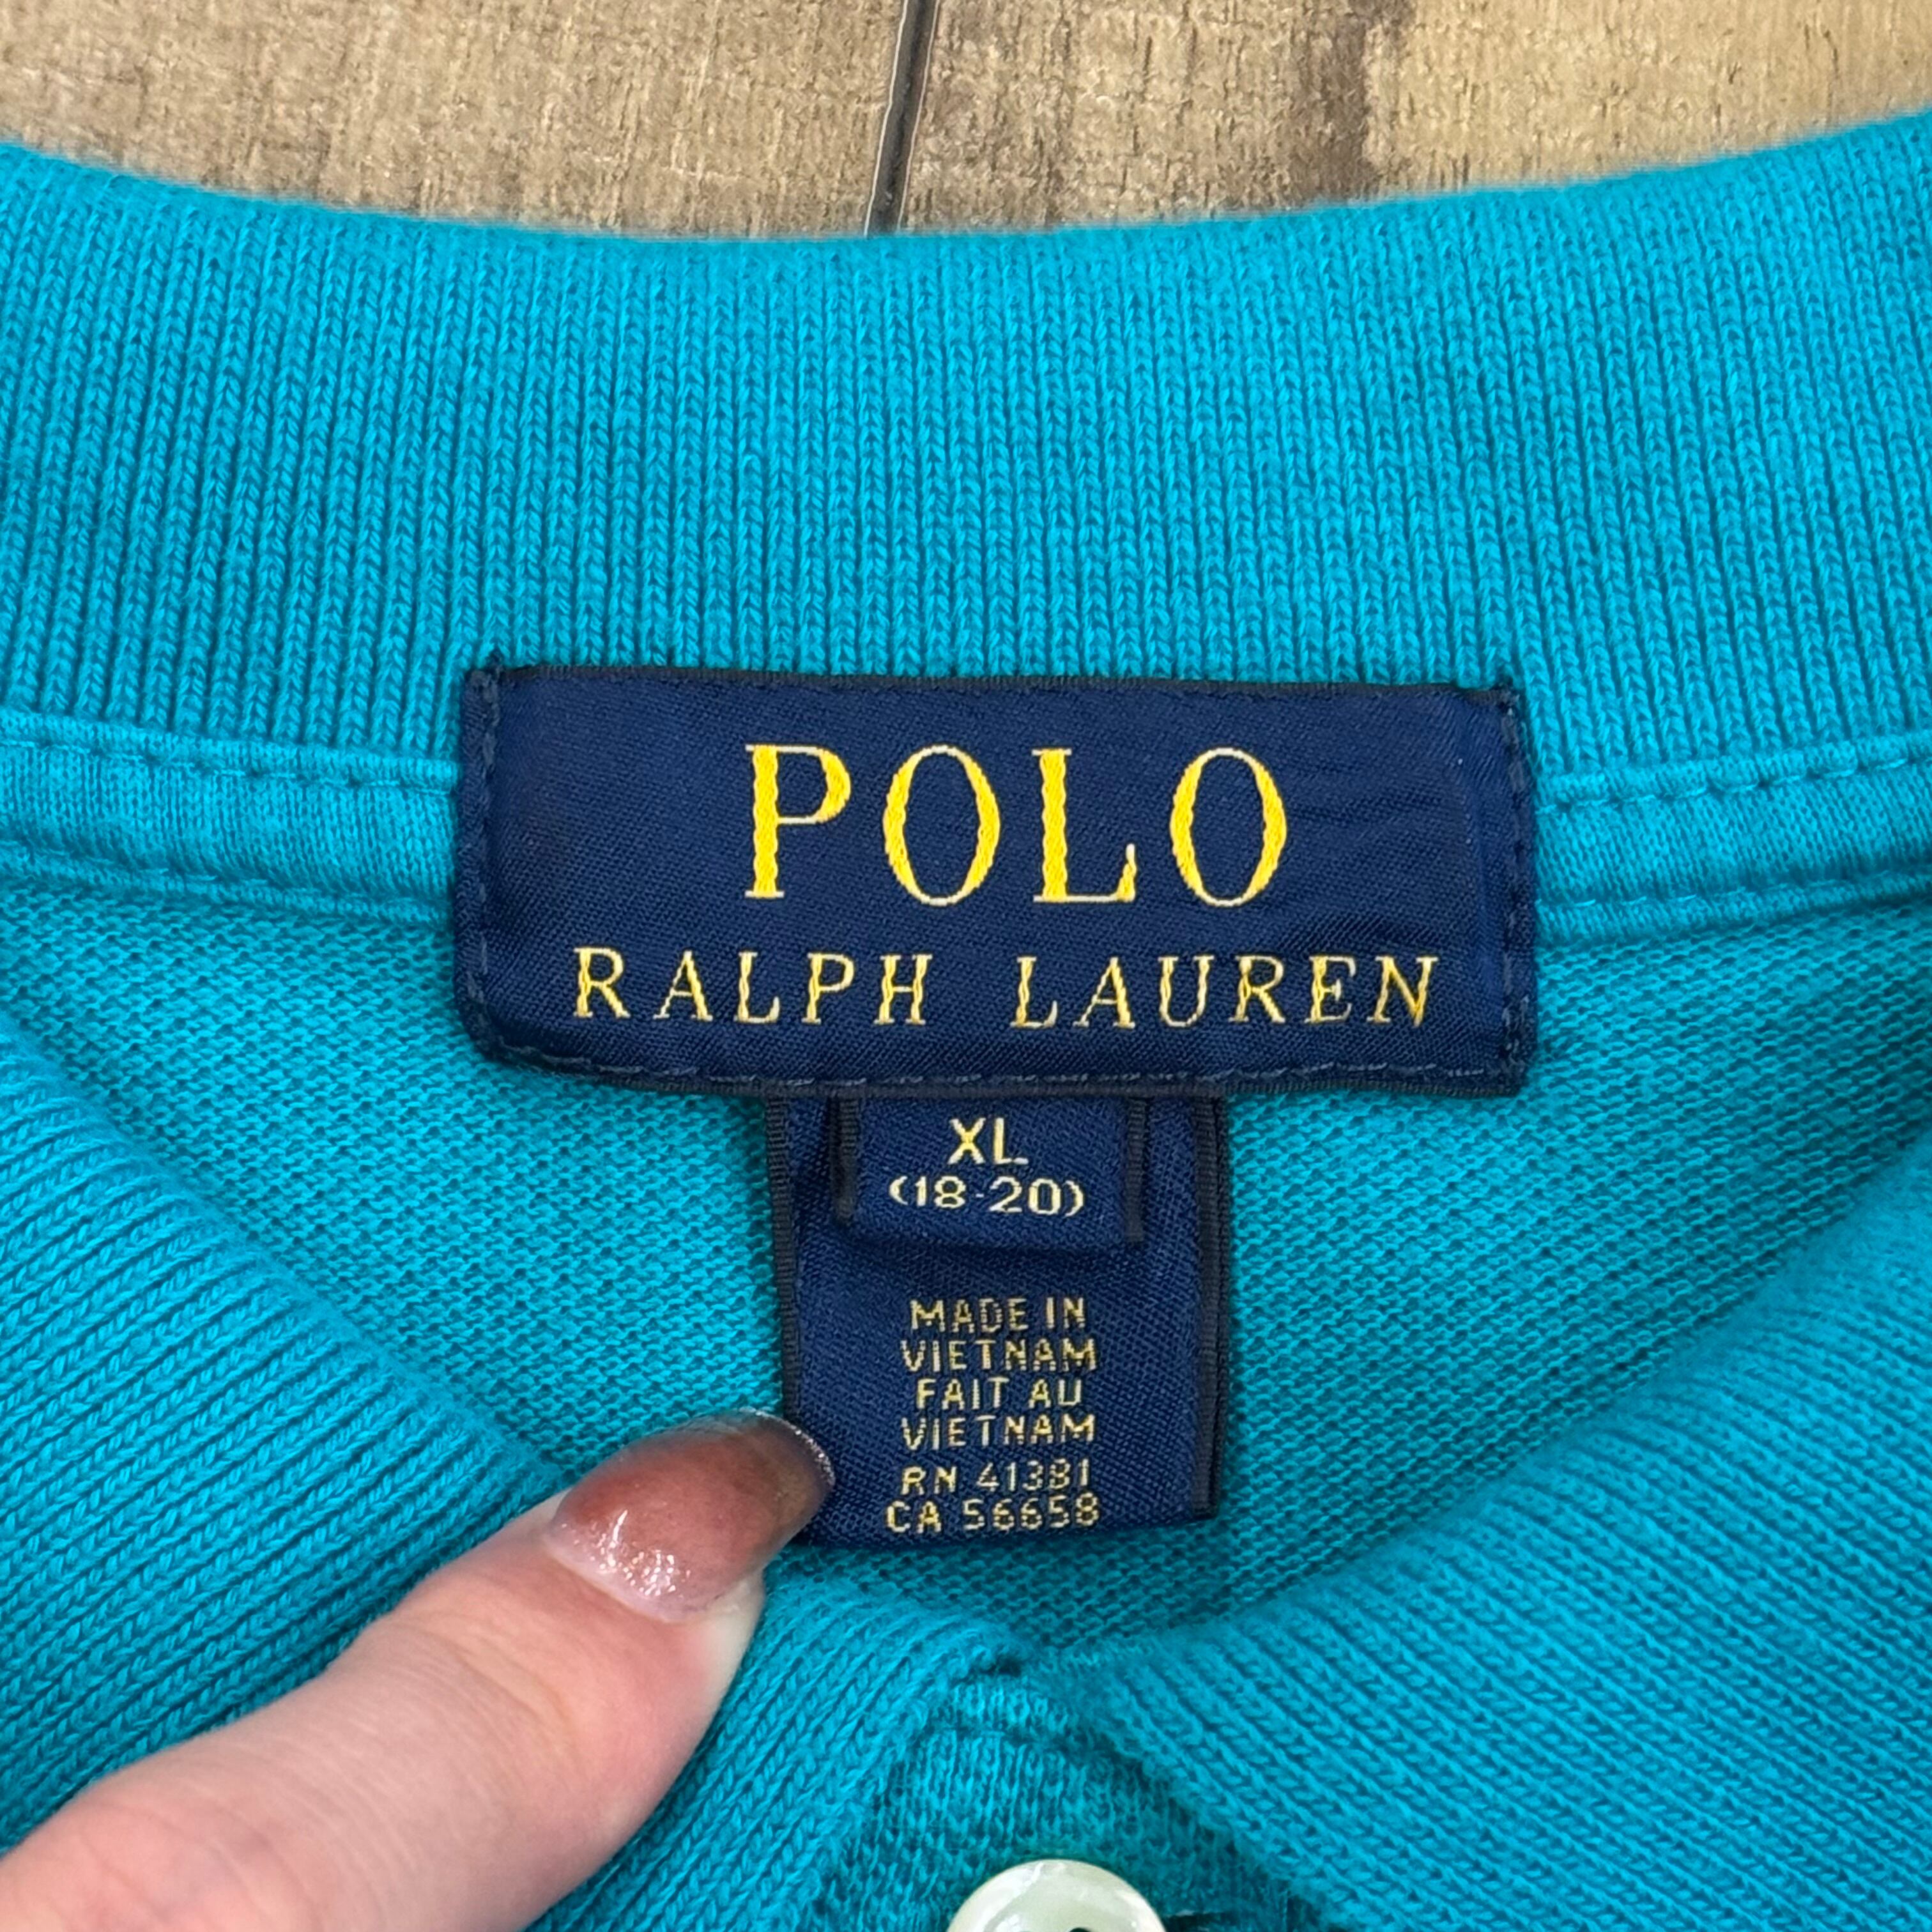 POLO
RALPH LAUREN
XL
(18-20)
MADE IN
VIETNAM
FAIT AU
VIETNAM
RN 41381
CA 56658